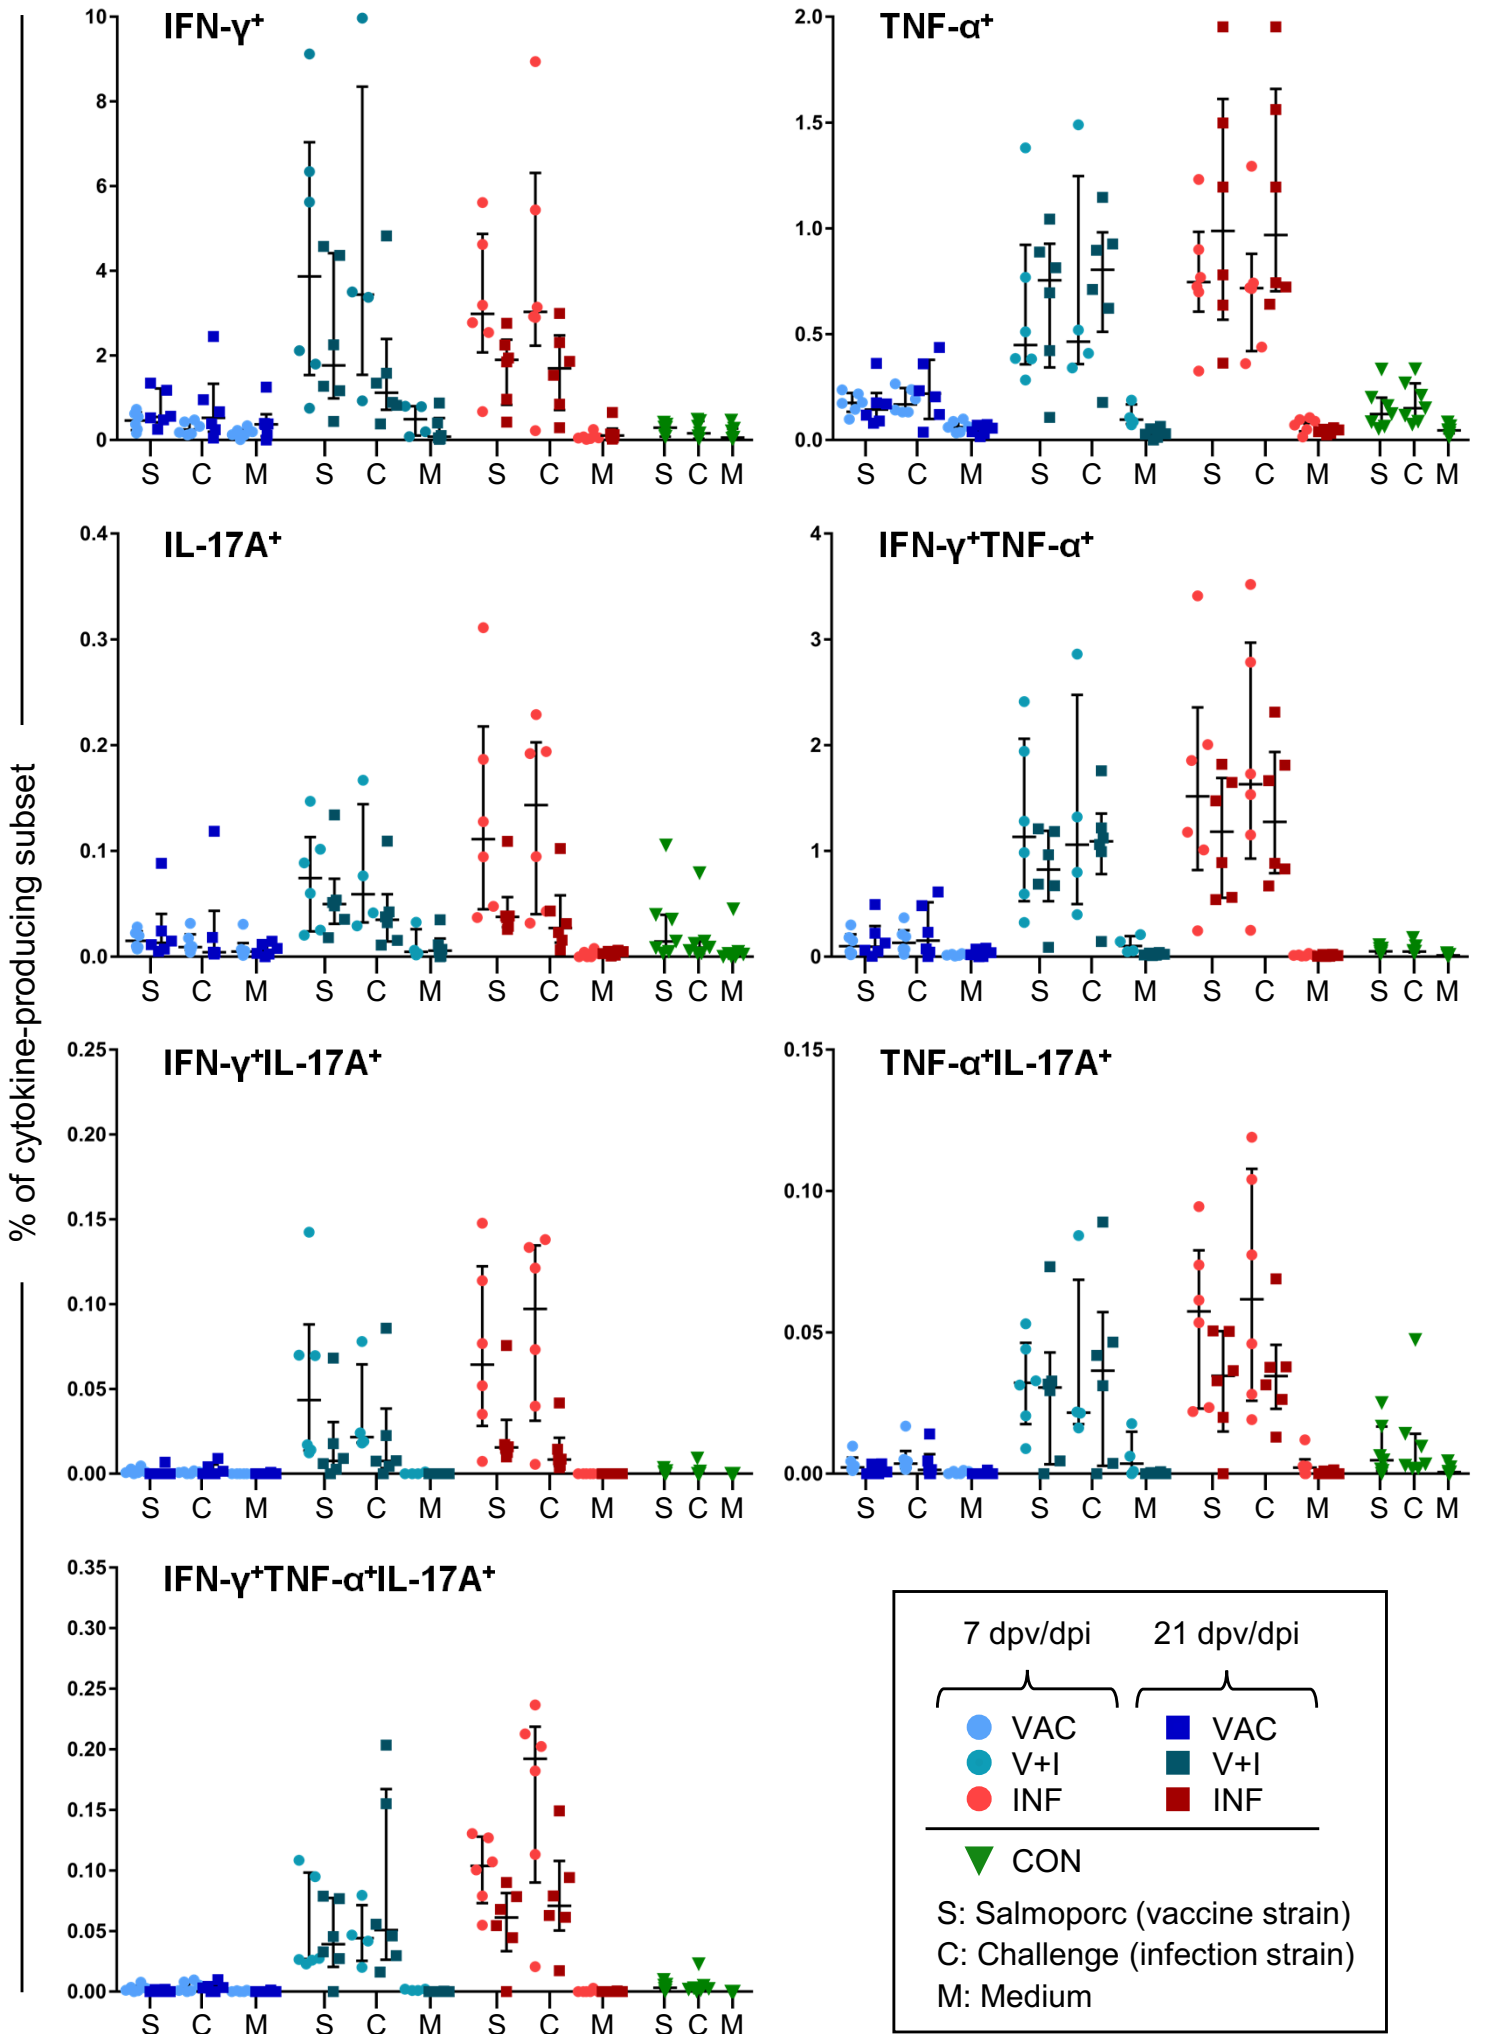 % of cytokine-producing subset
IFN-γ⁺
10
8
6
4
2
0
S C M S C M S C M S C M
TNF-α⁺
2.0
1.5
1.0
0.5
0.0
S C M S C M S C M S C M
IL-17A⁺
0.4
0.3
0.2
0.1
0.0
S C M S C M S C M S C M
IFN-γ⁺TNF-α⁺
4
3
2
1
0
S C M S C M S C M S C M
IFN-γ⁺IL-17A⁺
0.25
0.20
0.15
0.10
0.05
0.00
S C M S C M S C M S C M
TNF-α⁺IL-17A⁺
0.15
0.10
0.05
0.00
S C M S C M S C M S C M
IFN-γ⁺TNF-α⁺IL-17A⁺
0.35
0.30
0.25
0.20
0.15
0.10
0.05
0.00
S C M S C M S C M S C M
7 dpv/dpi 21 dpv/dpi
VAC VAC
V+I V+I
INF INF
CON
S: Salmoporc (vaccine strain)
C: Challenge (infection strain)
M: Medium